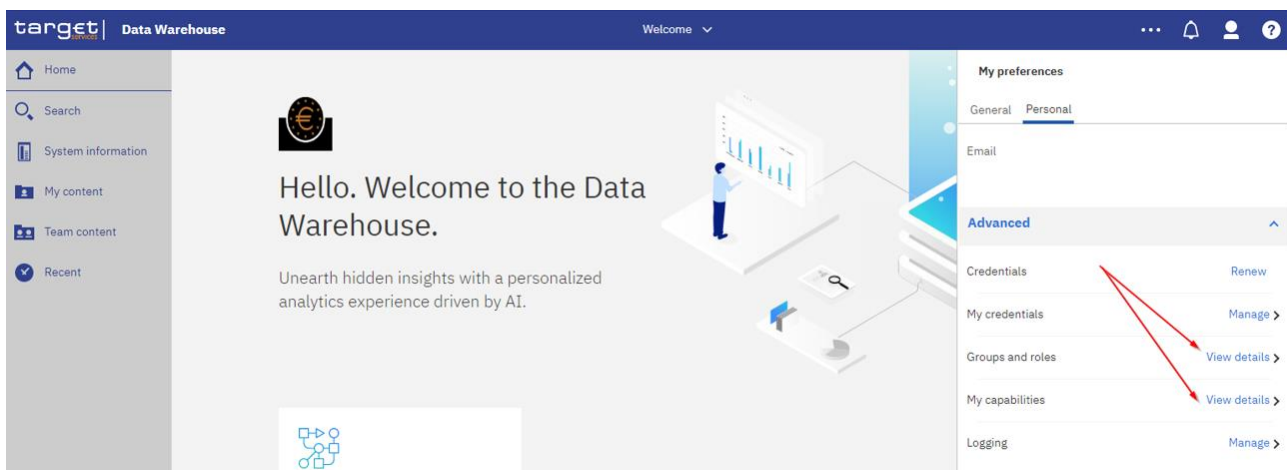 target| Data Warehouse
services
Welcome
Home
Search
System information
My content
Team content
Recent
Hello. Welcome to the Data
Warehouse.
Unearth hidden insights with a personalized
analytics experience driven by AI.
My preferences
General Personal
Email
Advanced
Credentials Renew
My credentials Manage >
Groups and roles View details >
My capabilities View details >
Logging Manage >